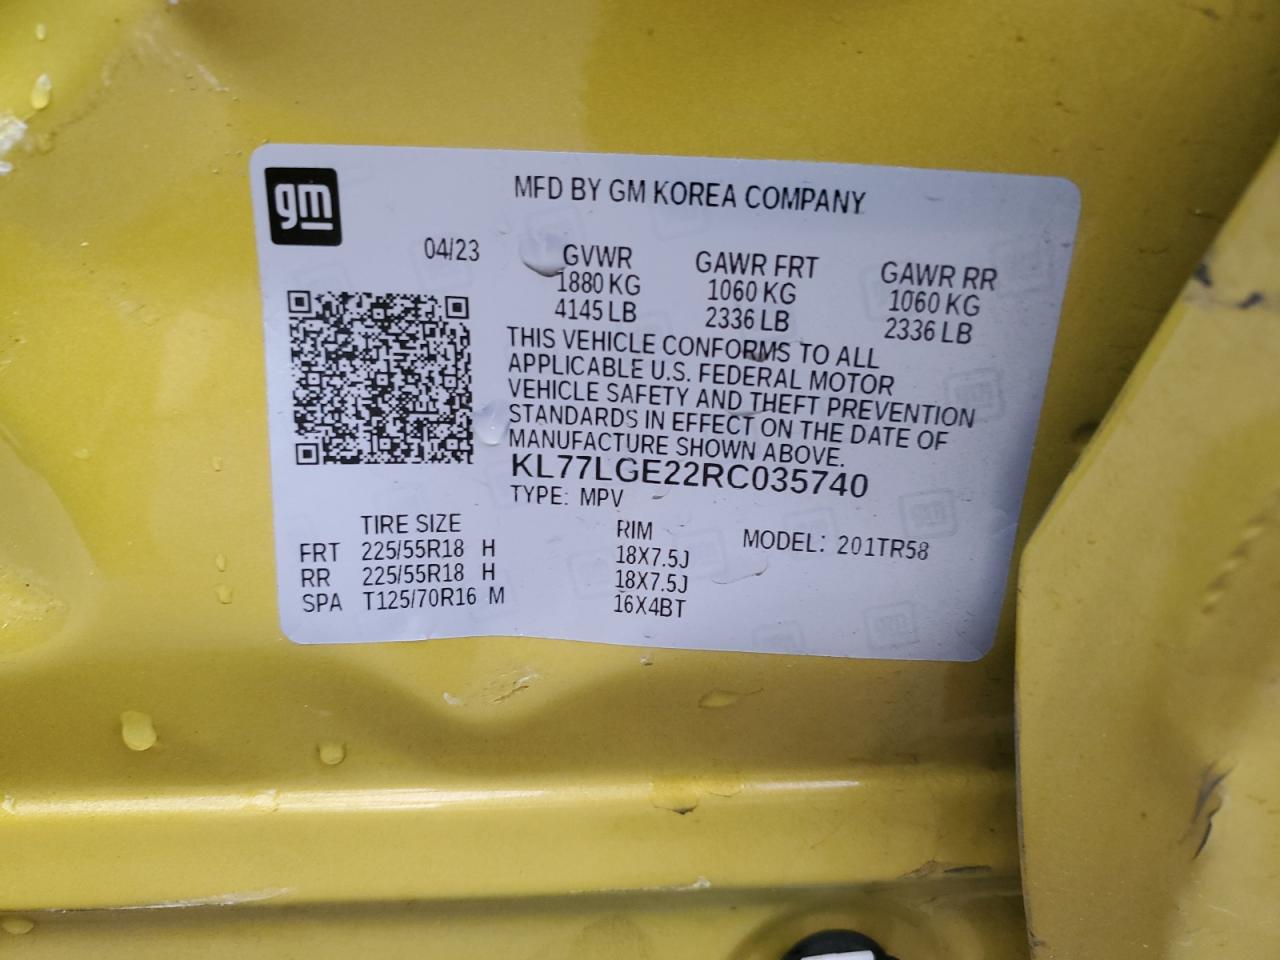 gm
MFD BY GM KOREA COMPANY
04/23
GVWR GAWR FRT GAWR RR
1880 KG 1060 KG 1060 KG
4145 LB 2336 LB 2336 LB
THIS VEHICLE CONFORMS TO ALL
APPLICABLE U.S. FEDERAL MOTOR
VEHICLE SAFETY AND THEFT PREVENTION
STANDARDS IN EFFECT ON THE DATE OF
MANUFACTURE SHOWN ABOVE.
KL77LGE22RC035740
TYPE: MPV
TIRE SIZE RIM MODEL: 201TR58
FRT 225/55R18 H 18X7.5J
RR 225/55R18 H 18X7.5J
SPA T125/70R16 M 16X4BT